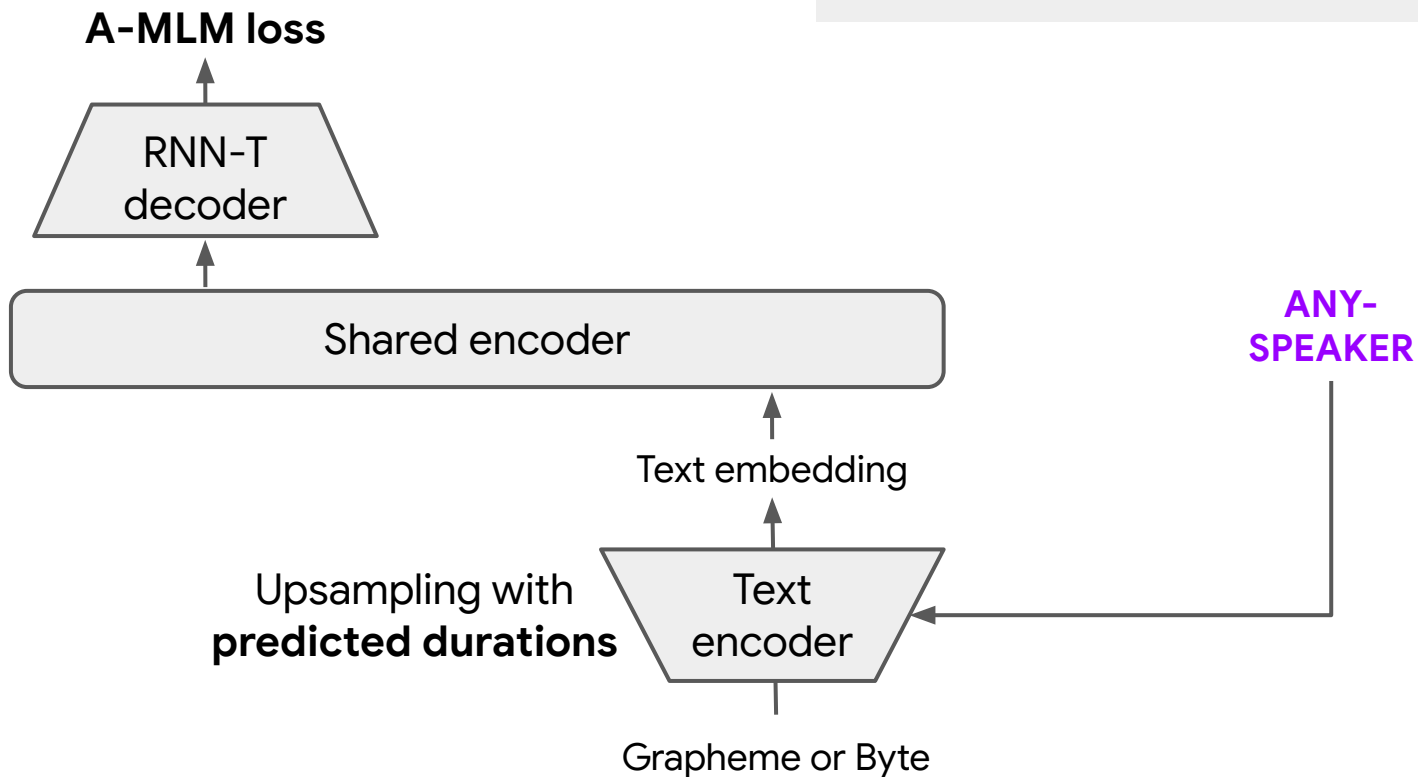 A-MLM loss
RNN-T
decoder
Shared encoder
ANY-
SPEAKER
Text embedding
Upsampling with
predicted durations
Text
encoder
Grapheme or Byte